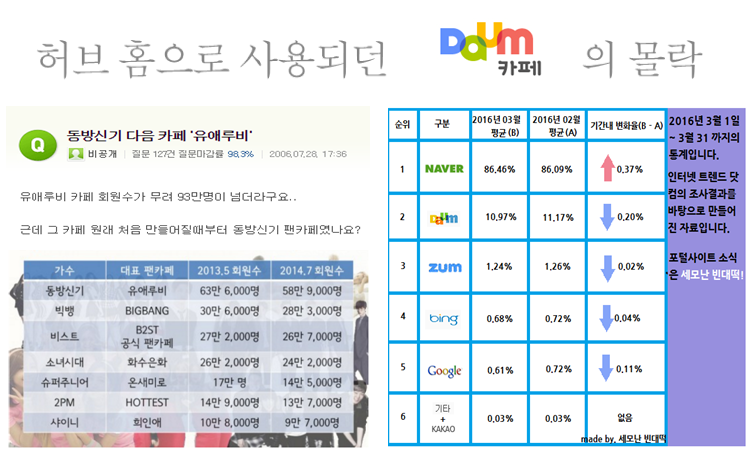 허브 홈으로 사용되던 Daum 카페 의 몰락
Q 동방신기 다음 카페 '유애루비'
비공개 질문 127건 질문마감률 98.3% 2006.07.28. 17:36
유애루비 카페 회원수가 무려 93만명이 넘더라구요..
근데 그 카페 원래 처음 만들어질때부터 동방신기 팬카페였나요?
가수 대표 팬카페 2013.5 회원수 2014.7 회원수
동방신기 유애루비 63만 6,000명 58만 9,000명
빅뱅 BIGBANG 30만 6,000명 28만 3,000명
비스트 B2ST 공식 팬카페 27만 2,000명 26만 7,000명
소녀시대 화수은화 26만 2,000명 24만 2,000명
슈퍼주니어 온새미로 17만 명 14만 5,000명
2PM HOTTEST 14만 9,000명 13만 7,000명
샤이니 희인애 10만 8,000명 9만 7,000명
순위 구분 2016년 03월 평균 (B) 2016년 02월 평균(A) 기간내 변화율(B - A)
1 NAVER 86,46% 86,09% 0,37%
2 Daum 10,97% 11,17% 0,20%
3 ZUM 1,24% 1,26% 0,02%
4 bing 0,68% 0,72% 0,04%
5 Google 0,61% 0,72% 0,11%
6 기타 + KAKAO 0,03% 0,03% 없음
made by, 세모난 빈대떡
2016년 3월 1일
~ 3월 31 까지의
통계입니다.
인터넷 트렌드 닷
컴의 조사결과를
바탕으로 만들어
진 자료입니다.
포털사이트 소식
은 세모난 빈대떡!